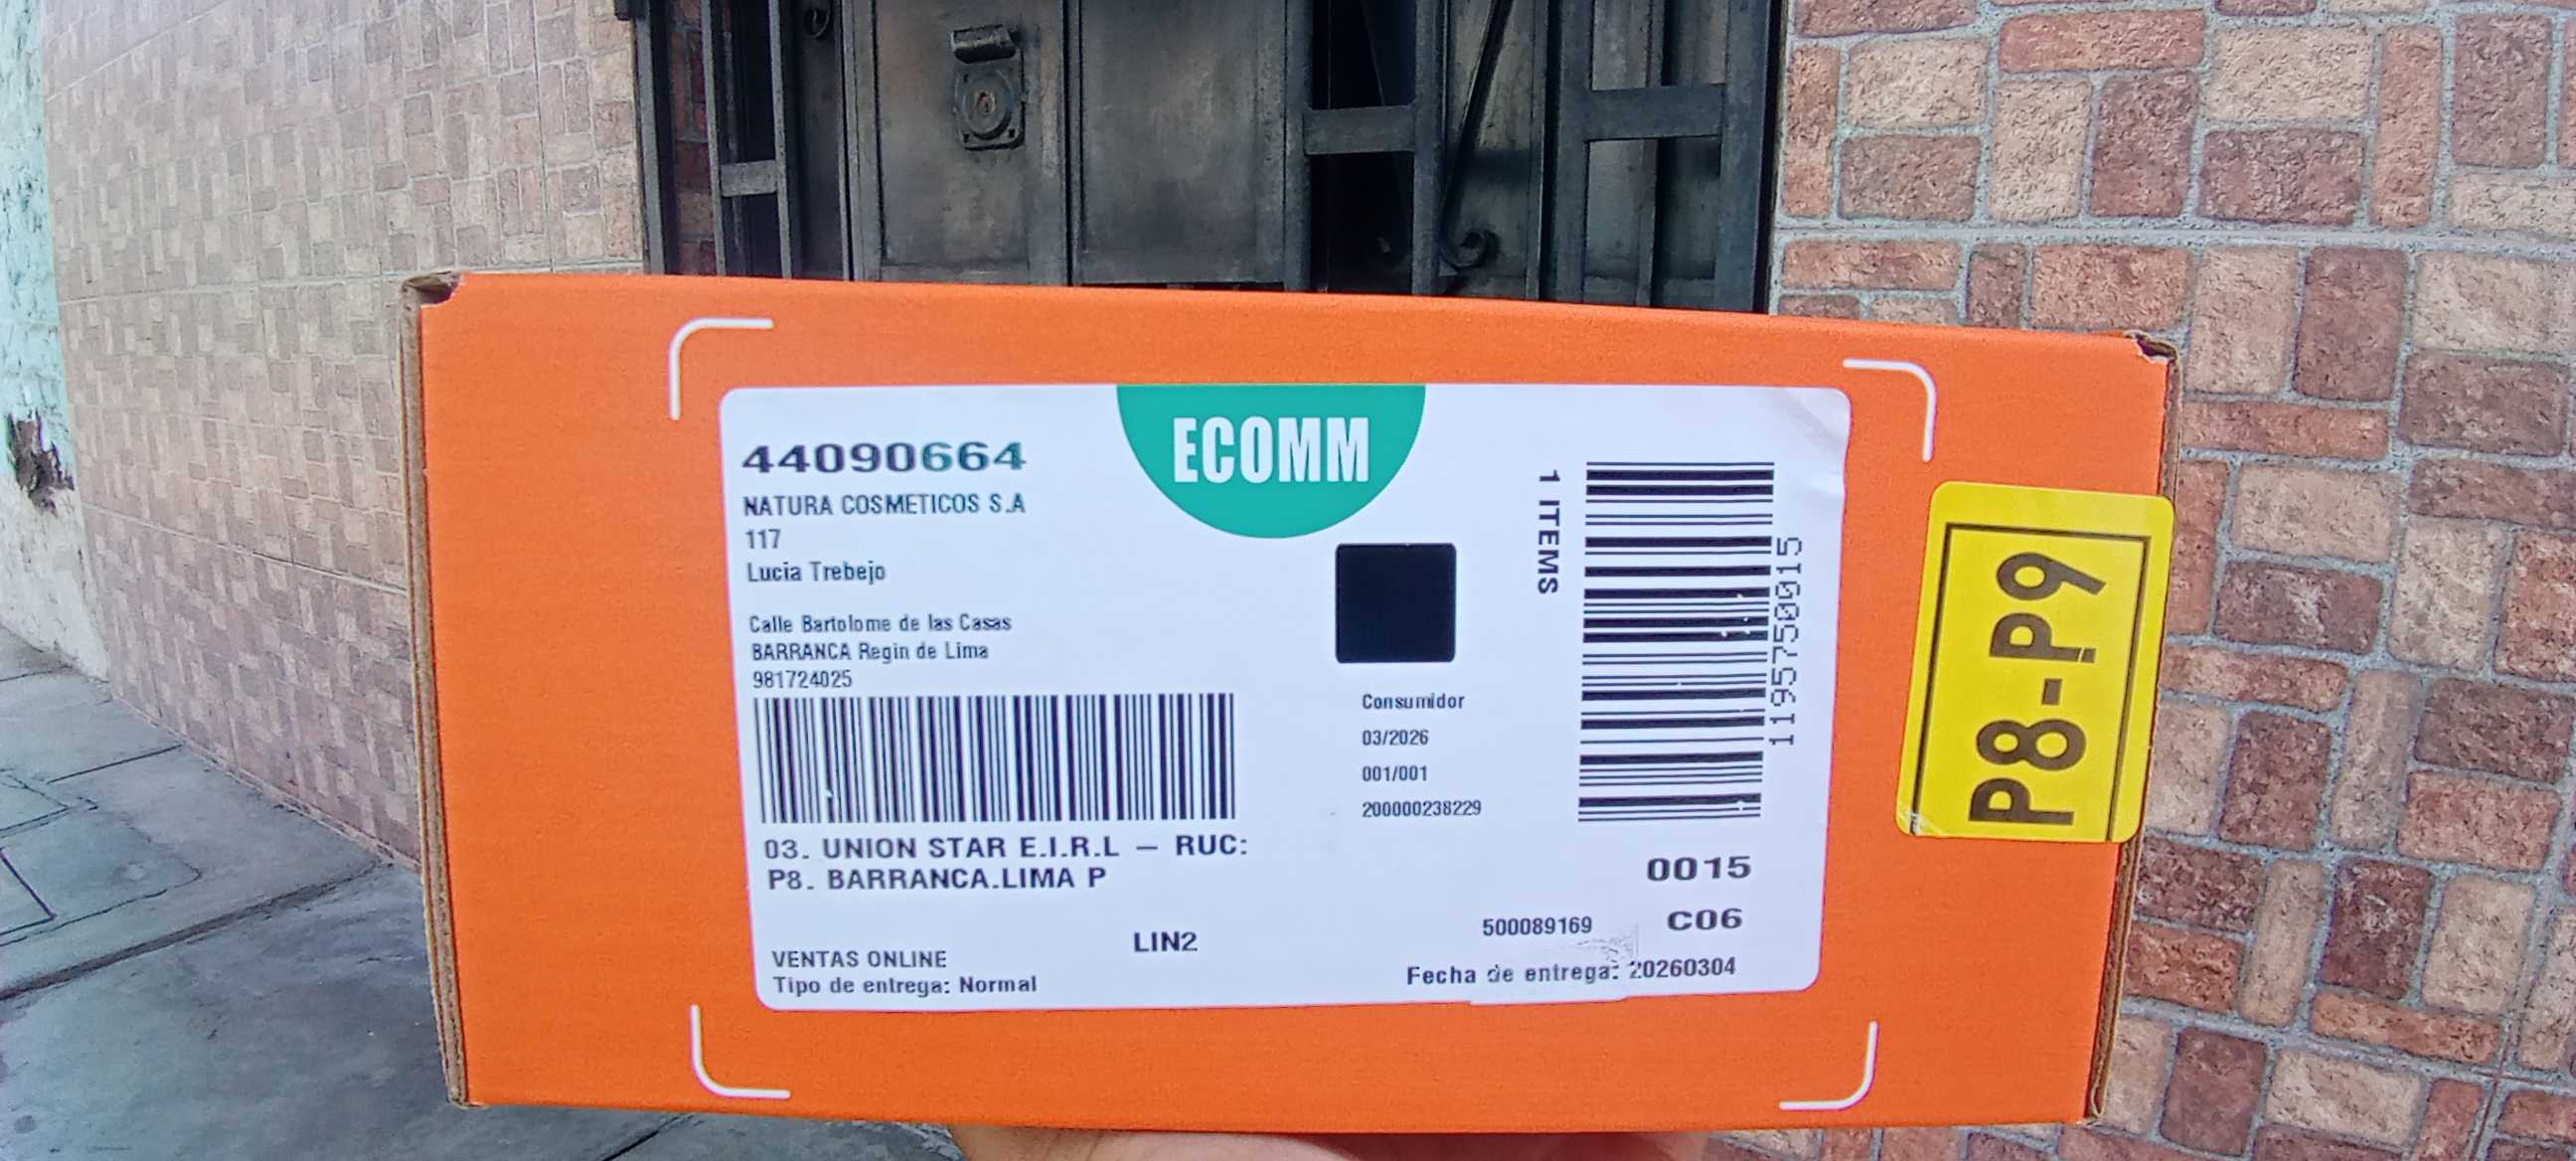 ECOMM
44090664
NATURA COSMETICOS S.A
117
Lucia Trebejo
Calle Bartolome de las Casas
BARRANCA Regin de Lima
981724025
03. UNION STAR E.I.R.L – RUC:
P8. BARRANCA.LIMA P
LIN2
VENTAS ONLINE
Tipo de entrega: Normal
Consumidor
03/2026
001/001
200000238229
1 ITEMS
1195750015
0015
500089169 C06
Fecha de entrega: 20260304
P8-P9